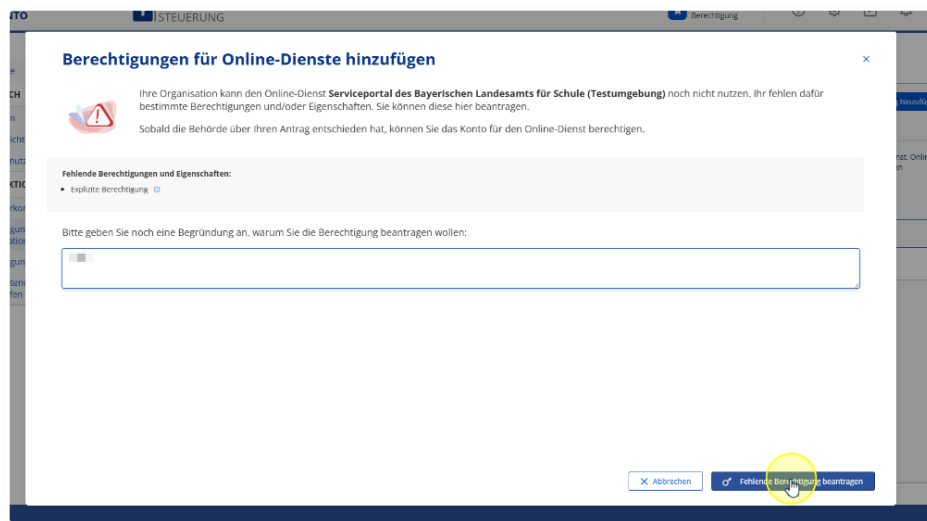 NTO
STEUERUNG
Berechtigung
Berechtigungen für Online-Dienste hinzufügen
Ihre Organisation kann den Online-Dienst Serviceportal des Bayerischen Landesamts für Schule (Testumgebung) noch nicht nutzen. Ihr fehlen dafür
bestimmte Berechtigungen und/oder Eigenschaften. Sie können diese hier beantragen.
Sobald die Behörde über Ihren Antrag entschieden hat, können Sie das Konto für den Online-Dienst berechtigen.
Fehlende Berechtigungen und Eigenschaften:
Explizite Berechtigung
Bitte geben Sie noch eine Begründung an, warum Sie die Berechtigung beantragen wollen:
Abbrechen
Fehlende Berechtigung beantragen